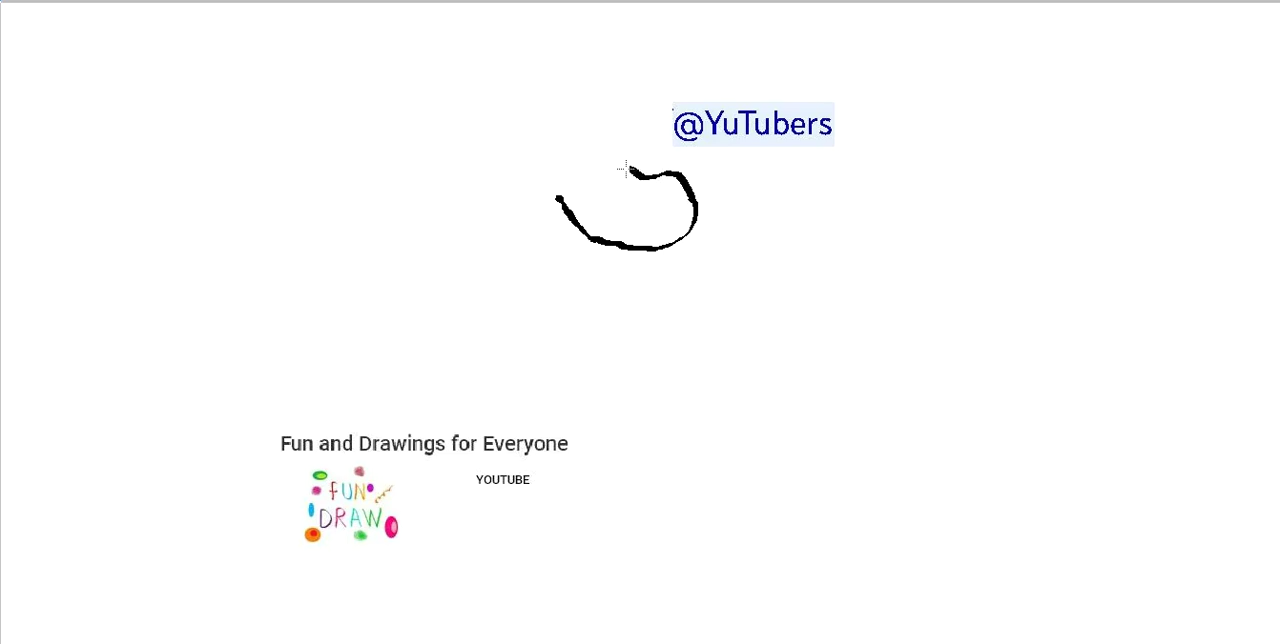 @YuTubers
Fun and Drawings for Everyone
YOUTUBE
FUN
DRAW